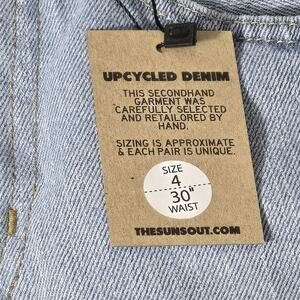 UPCYCLED DENIM
THIS SECONDHAND
GARMENT WAS
CAREFULLY SELECTED
AND RETAILORED BY
HAND.
SIZING IS APPROXIMATE
& EACH PAIR IS UNIQUE.
SIZE
4
30"
WAIST
THESUNSOUT.COM